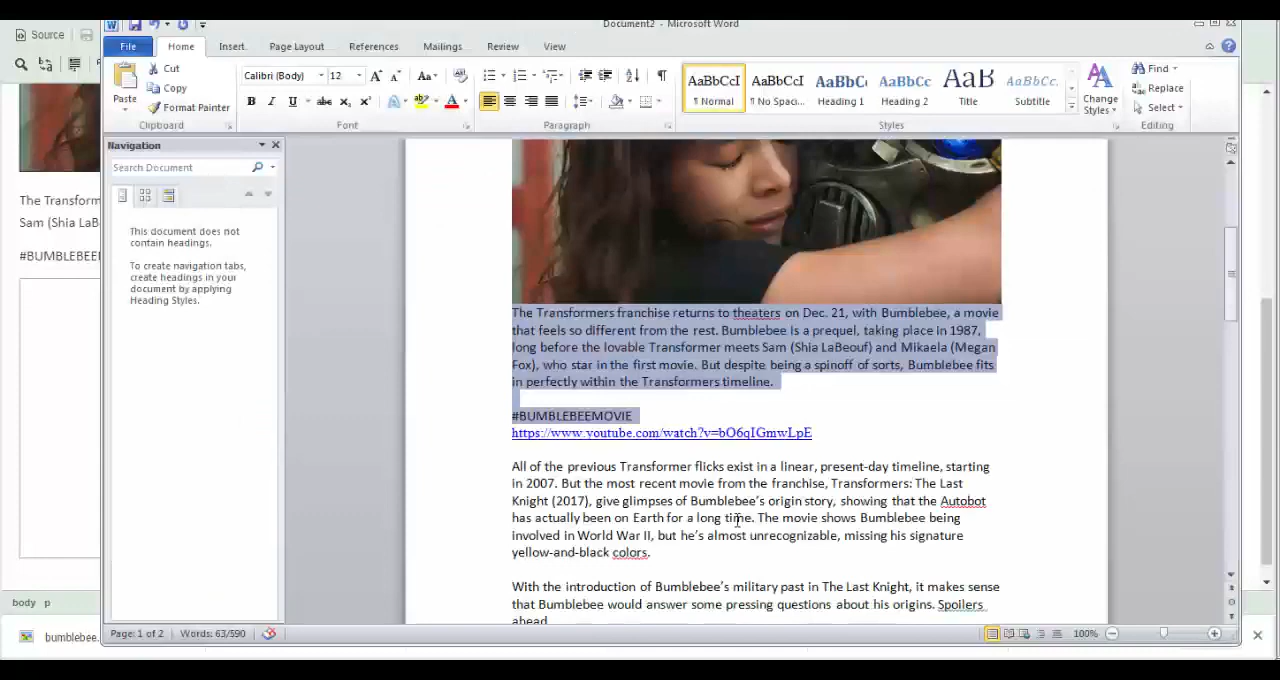 Document2 - Microsoft Word
Source
File
Home
Insert
Page Layout
References
Mailings
Review
View
Paste
Cut
Copy
Format Painter
Clipboard
Calibri (Body)
12
Font
Paragraph
AaBbCcI
¶ Normal
AaBbCcI
¶ No Spaci...
AaBbC
Heading 1
AaBbCc
Heading 2
AaB
Title
AaBbCc.
Subtitle
Change
Styles
Styles
Find
Replace
Select
Editing
Navigation
Search Document
This document does not
contain headings.
To create navigation tabs,
create headings in your
document by applying
Heading Styles.
The Transform
Sam (Shia LaB
#BUMBLEBEE
The Transformers franchise returns to theaters on Dec. 21, with Bumblebee, a movie
that feels so different from the rest. Bumblebee is a prequel, taking place in 1987,
long before the lovable Transformer meets Sam (Shia LaBeouf) and Mikaela (Megan
Fox), who star in the first movie. But despite being a spinoff of sorts, Bumblebee fits
in perfectly within the Transformers timeline.
#BUMBLEBEEMOVIE
https://www.youtube.com/watch?v=bO6qIGmwLpE
All of the previous Transformer flicks exist in a linear, present-day timeline, starting
in 2007. But the most recent movie from the franchise, Transformers: The Last
Knight (2017), give glimpses of Bumblebee's origin story, showing that the Autobot
has actually been on Earth for a long time. The movie shows Bumblebee being
involved in World War II, but he's almost unrecognizable, missing his signature
yellow-and-black colors.
With the introduction of Bumblebee's military past in The Last Knight, it makes sense
that Bumblebee would answer some pressing questions about his origins. Spoilers
ahead
body p
bumblebee.
Page: 1 of 2
Words: 63/590
100%